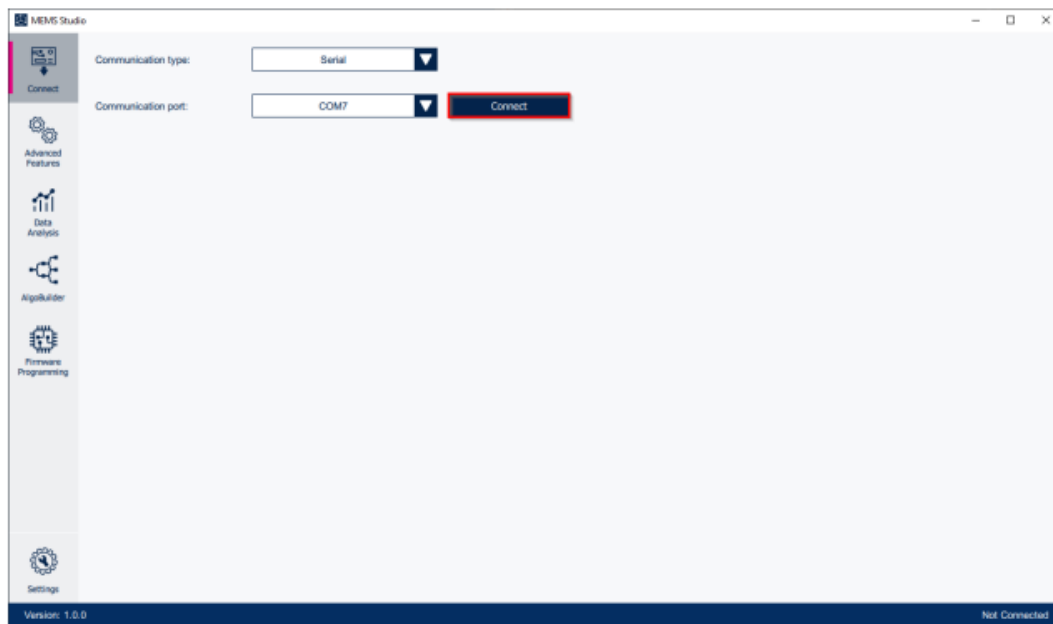 MEMS Studio
Connect
Communication type:
Serial
Communication port:
COM7
Connect
Advanced
Features
Data
Analysis
AlgoBuilder
Firmware
Programming
Settings
Version: 1.0.0
Not Connected